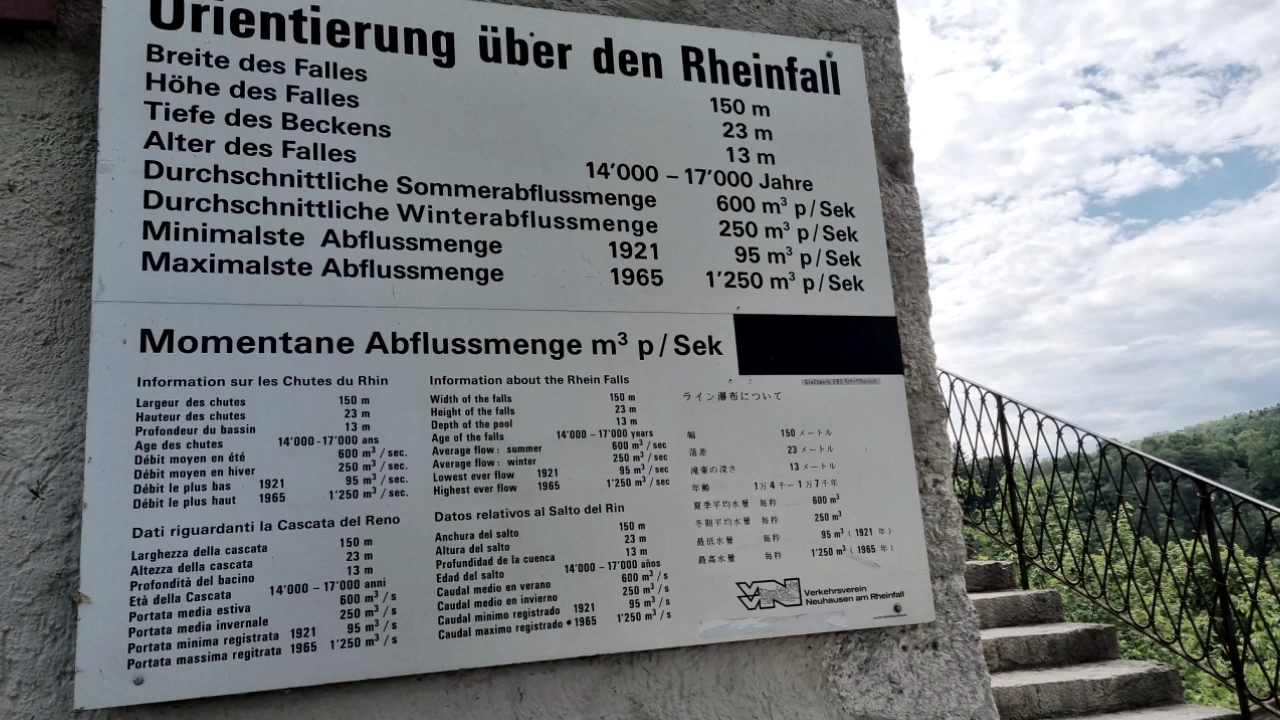 Orientierung über den Rheinfall
Breite des Falles 150 m
Höhe des Falles 23 m
Tiefe des Beckens 13 m
Alter des Falles 14’000 – 17’000 Jahre
Durchschnittliche Sommerabflussmenge 600 m³ p/Sek
Durchschnittliche Winterabflussmenge 250 m³ p/Sek
Minimalste Abflussmenge 1921 95 m³ p/Sek
Maximalste Abflussmenge 1965 1’250 m³ p/Sek
Momentane Abflussmenge m³ p/Sek
Information sur les Chutes du Rhin
Largeur des chutes 150 m
Hauteur des chutes 23 m
Profondeur du bassin 13 m
Age des chutes 14’000-17’000 ans
Débit moyen en été 600 m³/sec.
Débit moyen en hiver 250 m³/sec.
Débit le plus bas 1921 95 m³/sec.
Débit le plus haut 1965 1’250 m³/sec.
Information about the Rhein Falls
Width of the falls 150 m
Height of the falls 23 m
Depth of the pool 13 m
Age of the falls 14’000 – 17’000 years
Average flow: summer 600 m³/sec
Average flow: winter 250 m³/sec
Lowest ever flow 1921 95 m³/sec
Highest ever flow 1965 1’250 m³/sec
ライン瀑布について
幅 150 メートル
落差 23 メートル
滝壷の深さ 13 メートル
年齢 1万4千－1万7千年
夏季平均水量 毎秒 600 m³
冬期平均水量 毎秒 250 m³
最低水量 毎秒 95 m³（1921 年）
最高水量 毎秒 1’250 m³（1965 年）
Dati riguardanti la Cascata del Reno
Larghezza della cascata 150 m
Altezza della cascata 23 m
Profondità del bacino 13 m
Età della Cascata 14’000 – 17’000 anni
Portata media estiva 600 m³/s
Portata media invernale 250 m³/s
Portata minima registrata 1921 95 m³/s
Portata massima regitrata 1965 1’250 m³/s
Datos relativos al Salto del Rin
Anchura del salto 150 m
Altura del salto 23 m
Profundidad de la cuenca 13 m
Edad del salto 14’000 – 17’000 años
Caudal medio en verano 600 m³/s
Caudal medio en invierno 250 m³/s
Caudal minimo registrado 1921 95 m³/s
Caudal maximo registrado 1965 1’250 m³/s
VVN
Verkehrsverein
Neuhausen am Rheinfall